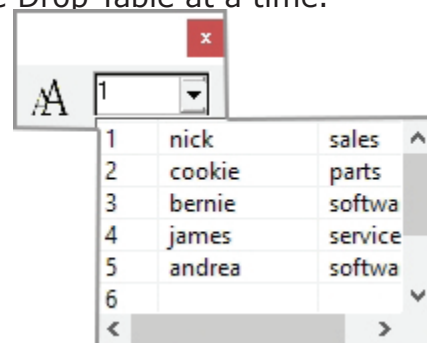 e Drop Table at a time.
x
AA 1
1 nick sales
2 cookie parts
3 bernie softwa
4 james service
5 andrea softwa
6